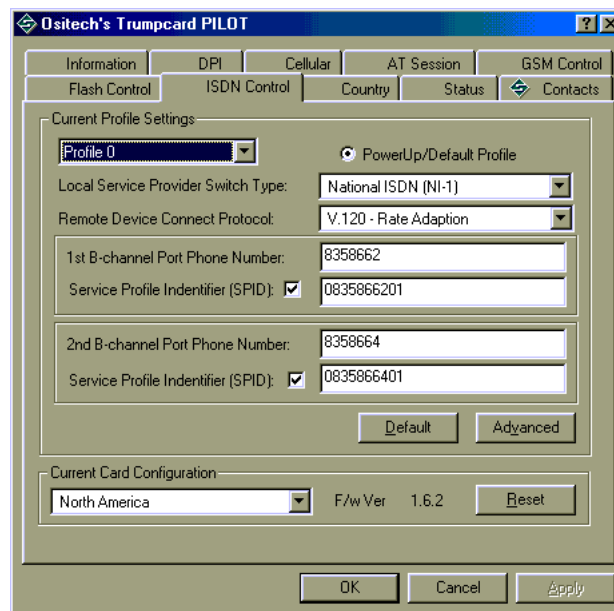 Ositech's Trumpcard PILOT
Information DPI Cellular AT Session GSM Control
Flash Control ISDN Control Country Status Contacts
Current Profile Settings
Profile 0 PowerUp/Default Profile
Local Service Provider Switch Type: National ISDN (NI-1)
Remote Device Connect Protocol: V.120 - Rate Adaption
1st B-channel Port Phone Number: 8358662
Service Profile Indentifier (SPID): 0835866201
2nd B-channel Port Phone Number: 8358664
Service Profile Indentifier (SPID): 0835866401
Default Advanced
Current Card Configuration
North America F/w Ver 1.6.2 Reset
OK Cancel Apply